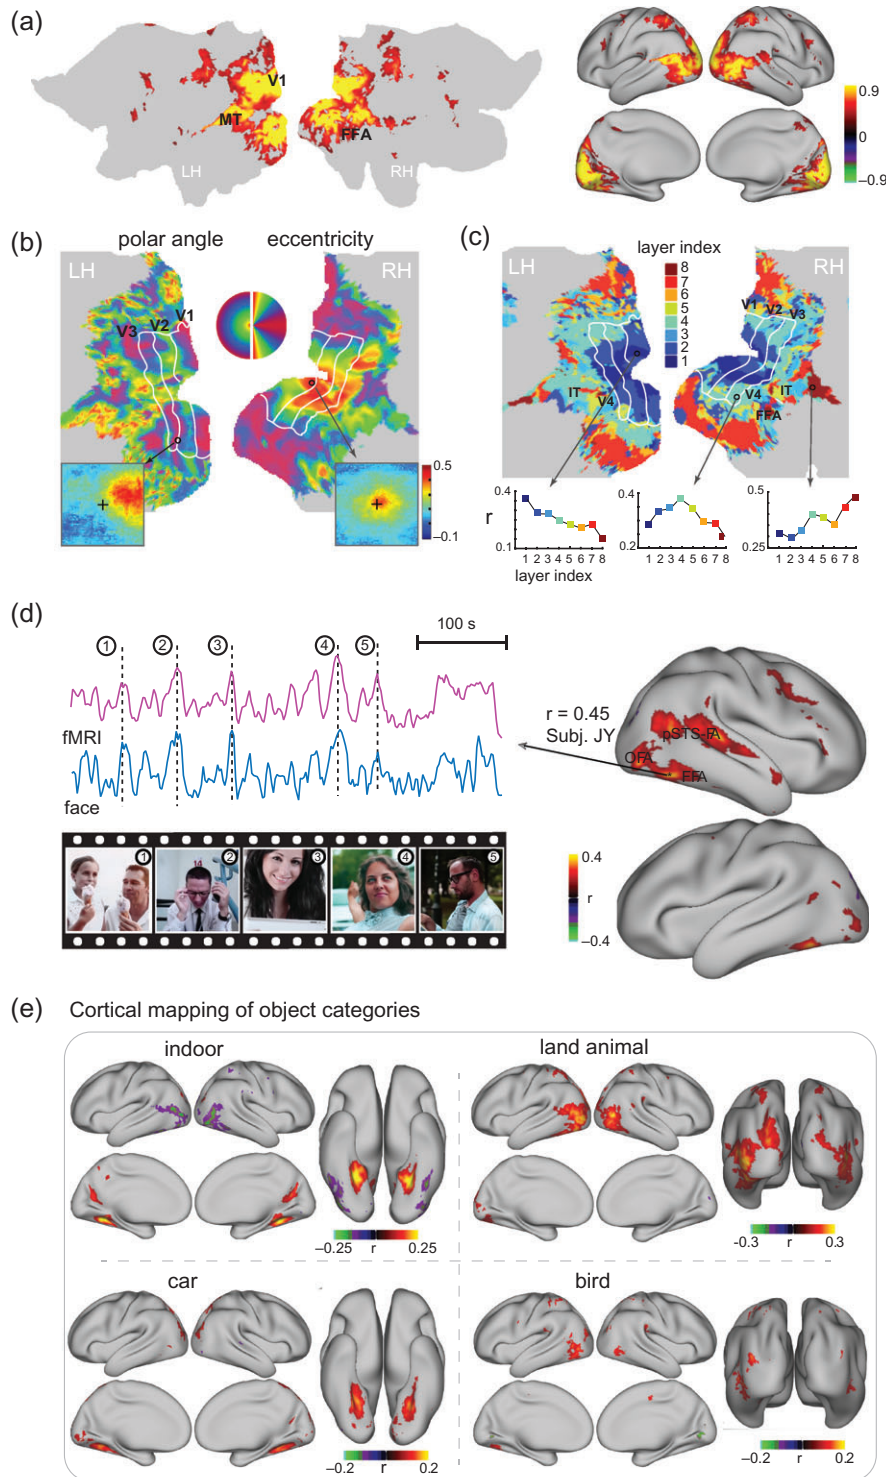 (a)
V1
MT
FFA
LH
RH
0.9
0
–0.9
(b)
polar angle
eccentricity
LH
RH
V3
V2
V1
0.5
–0.1
(c)
layer index
LH
RH
8
7
6
5
4
3
2
1
V1
V2
V3
IT
V4
V4
IT
FFA
0.4
r
0.1
1 2 3 4 5 6 7 8
layer index
0.4
0.2
1 2 3 4 5 6 7 8
0.5
0.25
1 2 3 4 5 6 7 8
(d)
1
2
3
4
5
100 s
fMRI
face
r = 0.45
Subj. JY
pSTS-FA
OFA
FFA
0.4
r
–0.4
1
2
3
4
5
14
(e) Cortical mapping of object categories
indoor
–0.25 r 0.25
land animal
-0.3 r 0.3
car
–0.2 r 0.2
bird
–0.2 r 0.2